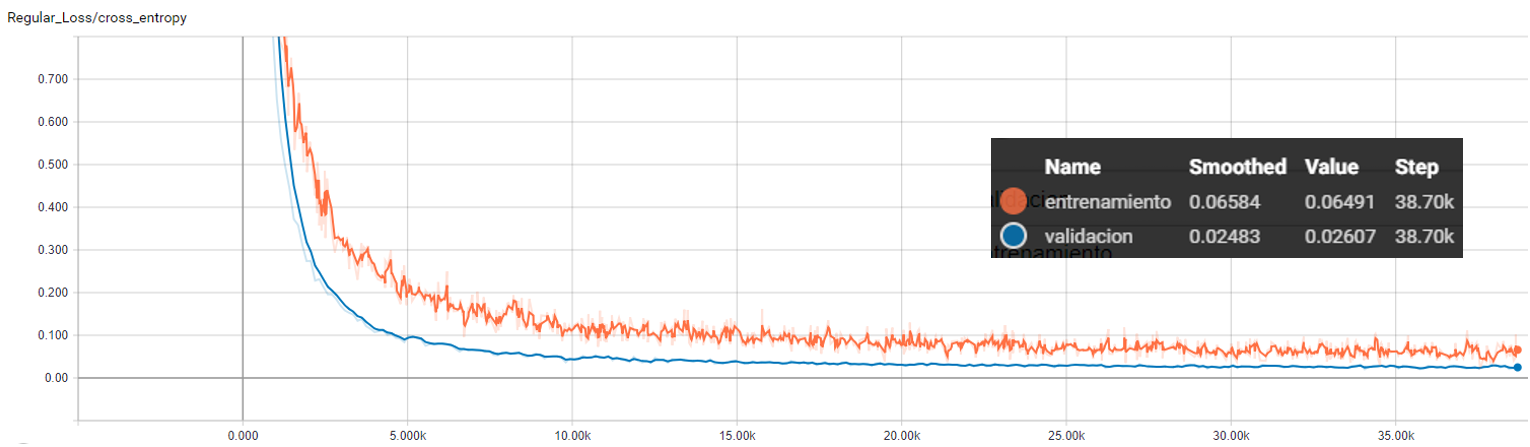 Regular_Loss/cross_entropy
0.700
0.600
0.500
0.400
0.300
0.200
0.100
0.00
0.000 5.000k 10.00k 15.00k 20.00k 25.00k 30.00k 35.00k
Name Smoothed Value Step
entrenamiento 0.06584 0.06491 38.70k
validacion 0.02483 0.02607 38.70k